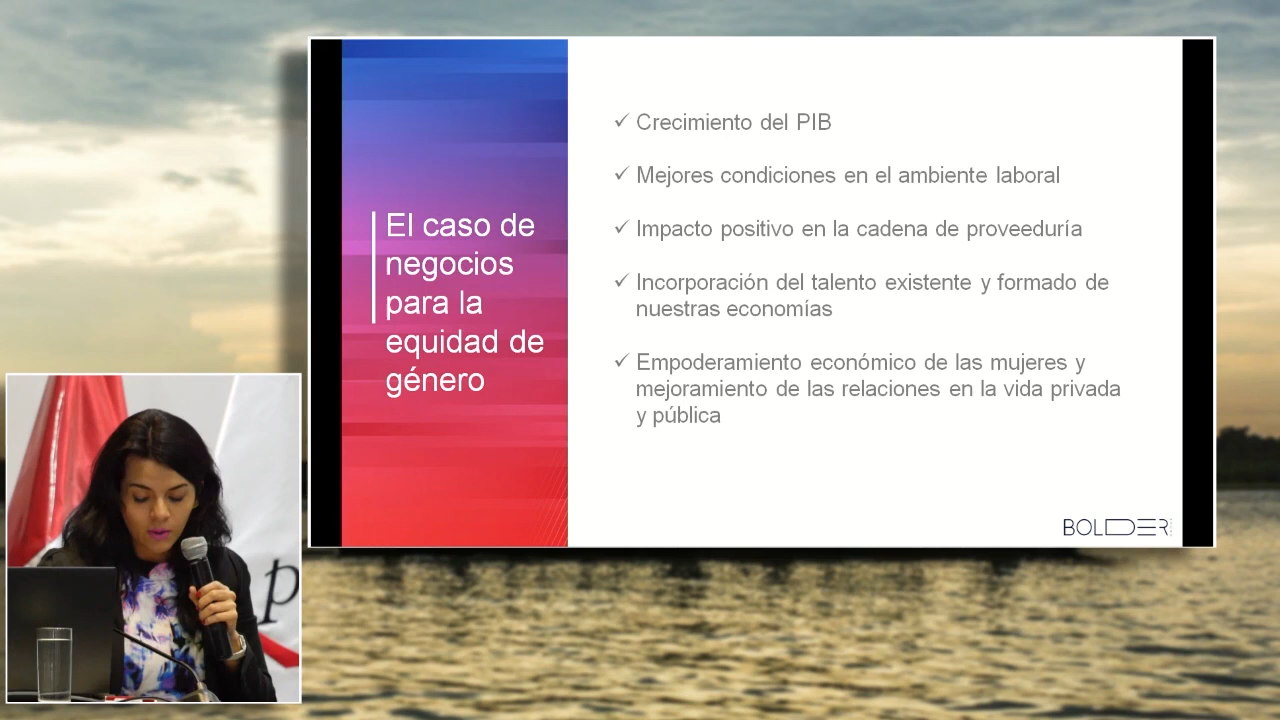 El caso de
negocios
para la
equidad de
género
✓ Crecimiento del PIB
✓ Mejores condiciones en el ambiente laboral
✓ Impacto positivo en la cadena de proveeduría
✓ Incorporación del talento existente y formado de
nuestras economías
✓ Empoderamiento económico de las mujeres y
mejoramiento de las relaciones en la vida privada
y pública
BOLDER
p